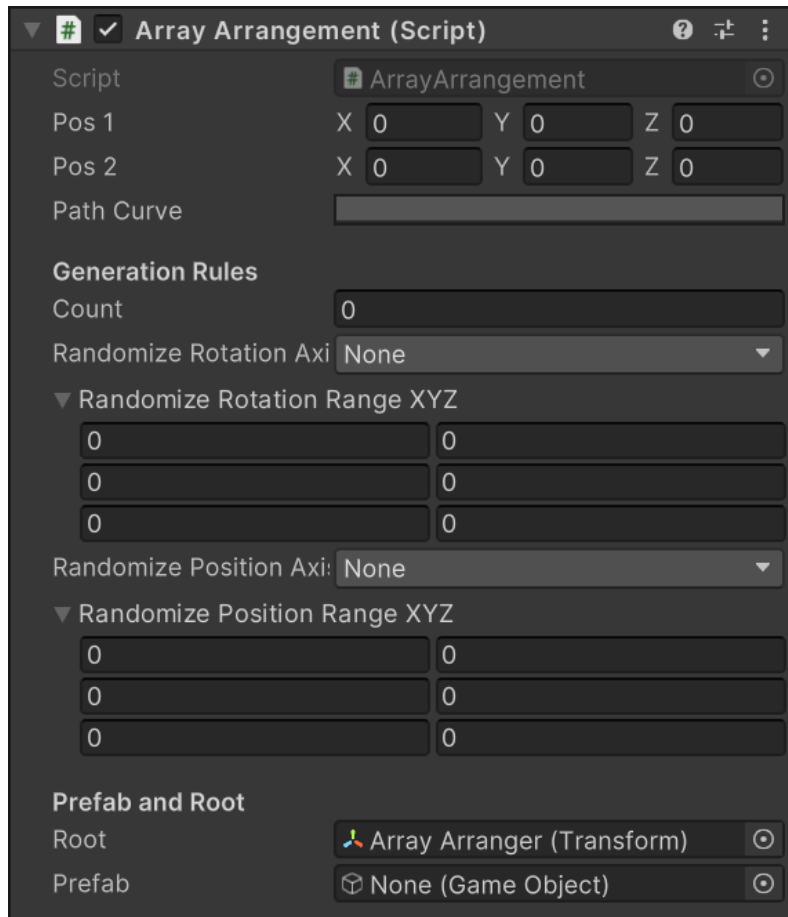 Array Arrangement (Script)
Script ArrayArrangement
Pos 1 X 0 Y 0 Z 0
Pos 2 X 0 Y 0 Z 0
Path Curve
Generation Rules
Count 0
Randomize Rotation Axi None
Randomize Rotation Range XYZ
0 0
0 0
0 0
Randomize Position Axi None
Randomize Position Range XYZ
0 0
0 0
0 0
Prefab and Root
Root Array Arranger (Transform)
Prefab None (Game Object)